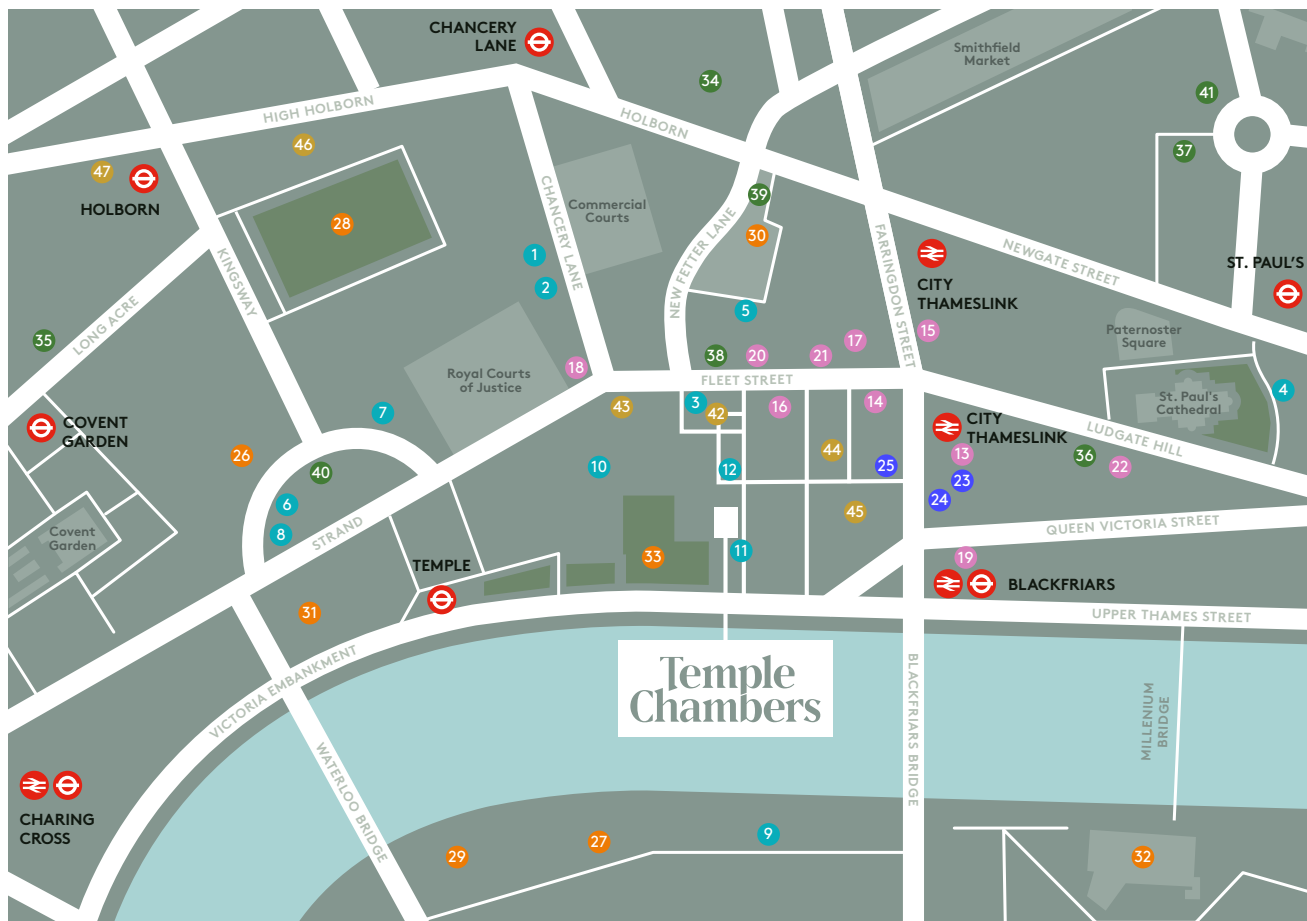 CHANCERY
LANE
Smithfield
Market
34
41
HIGH HOLBORN
HOLBORN
46
47
HOLBORN
37
39
28
30
CHANCERY LANE
Commercial
Courts
NEW FETTER LANE
FARRINGDON STREET
NEWGATE STREET
ST. PAUL'S
KINGSWAY
1
2
CITY
THAMESLINK
5
LONG ACRE
35
15
17
Paternoster
Square
38
20
21
18
Royal Courts
of Justice
FLEET STREET
St. Paul's
Cathedral
4
43
3
42
16
14
7
COVENT
GARDEN
CITY
THAMESLINK
LUDGATE HILL
26
44
13
36
22
40
10
12
25
23
6
24
45
8
STRAND
Covent
Garden
QUEEN VICTORIA STREET
11
33
19
TEMPLE
BLACKFRIARS
31
UPPER THAMES STREET
VICTORIA EMBANKMENT
Temple
Chambers
BLACKFRIARS BRIDGE
MILLENIUM
BRIDGE
WATERLOO BRIDGE
CHARING
CROSS
9
27
29
32